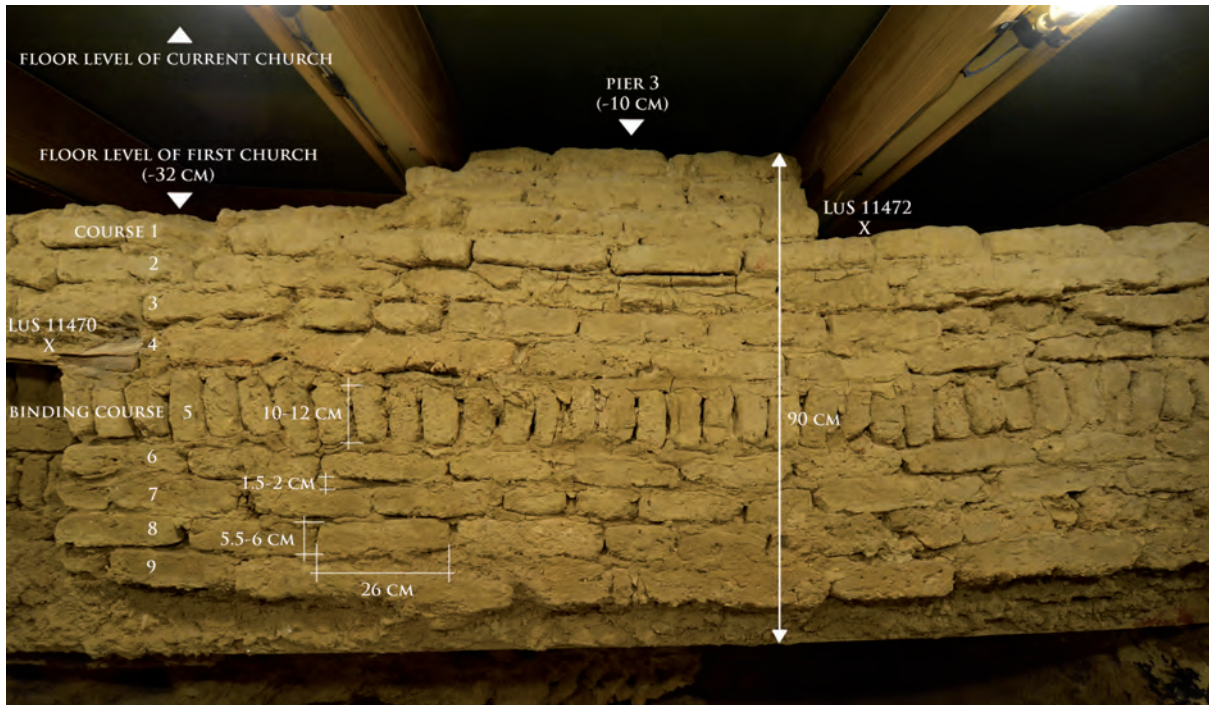 FLOOR LEVEL OF CURRENT CHURCH
PIER 3
(-10 CM)
FLOOR LEVEL OF FIRST CHURCH
(-32 CM)
LUS 11472
X
COURSE 1
2
3
LUS 11470
X
4
BINDING COURSE 5
10-12 CM
90 CM
6
1.5-2 CM
7
8
5.5-6 CM
9
26 CM